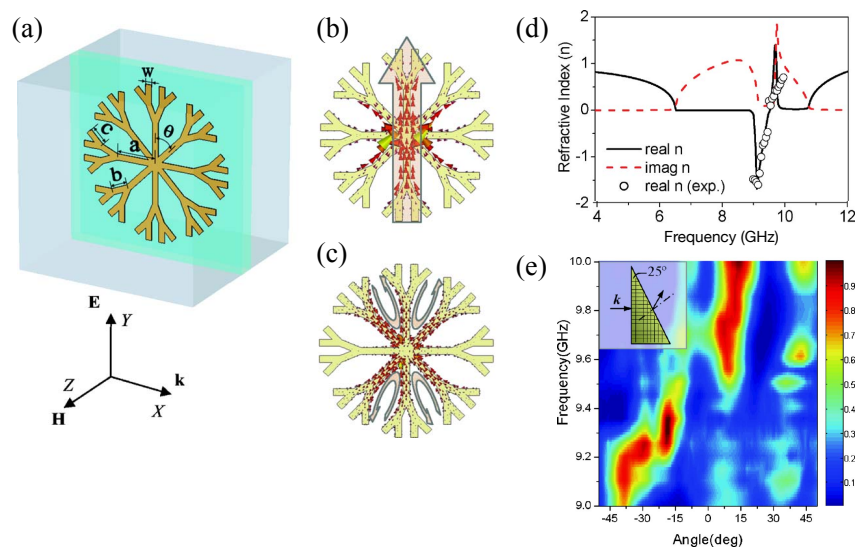 (a)
w
θ
c
a
b
E
Y
Z
H
k
X
(b)
(c)
(d)
Refractive Index (n)
2
1
0
-1
-2
real n
imag n
real n (exp.)
4 6 8 10 12
Frequency (GHz)
(e)
Frequency(GHz)
10.0
9.8
9.6
9.4
9.2
9.0
25°
k
-45 -30 -15 0 15 30 45
Angle(deg)
0.9
0.8
0.7
0.6
0.5
0.4
0.3
0.2
0.1